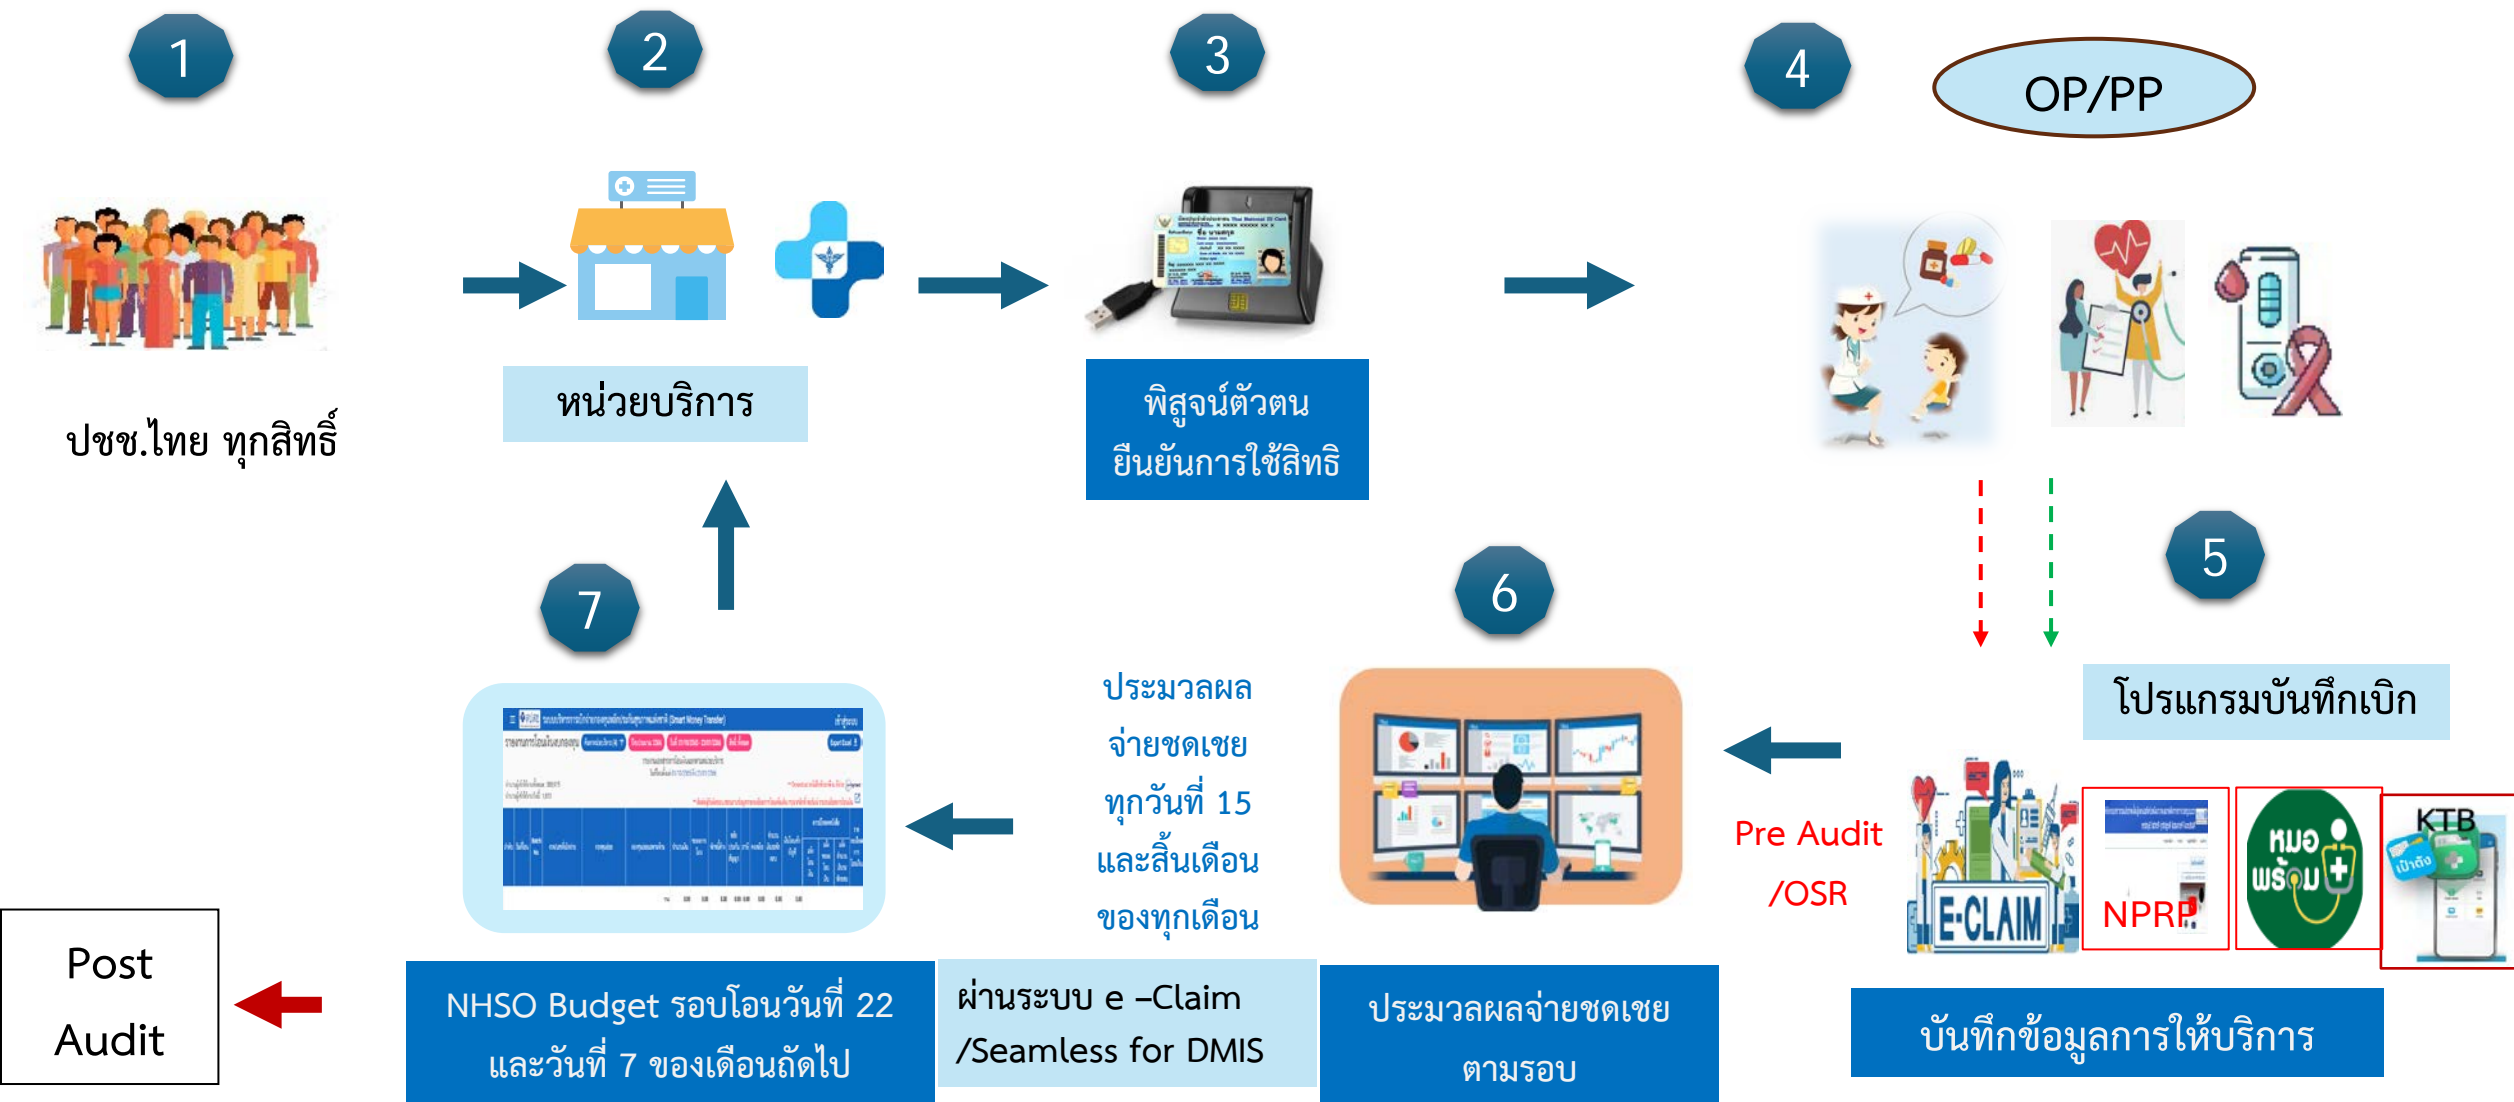 1
2
3
4
OP/PP
ปชช.ไทย ทุกสิทธิ์
หน่วยบริการ
พิสูจน์ตัวตน
ยืนยันการใช้สิทธิ
5
โปรแกรมบันทึกเบิก
E-CLAIM
NPRP
หมอ
พร้อม
KTB
เป๋าตัง
บันทึกข้อมูลการให้บริการ
Pre Audit
/OSR
6
ประมวลผลจ่ายชดเชย
ตามรอบ
ประมวลผล
จ่ายชดเชย
ทุกวันที่ 15
และสิ้นเดือน
ของทุกเดือน
ผ่านระบบ e –Claim
/Seamless for DMIS
7
(Smart Money Transfer)
NHSO Budget รอบโอนวันที่ 22
และวันที่ 7 ของเดือนถัดไป
Post
Audit